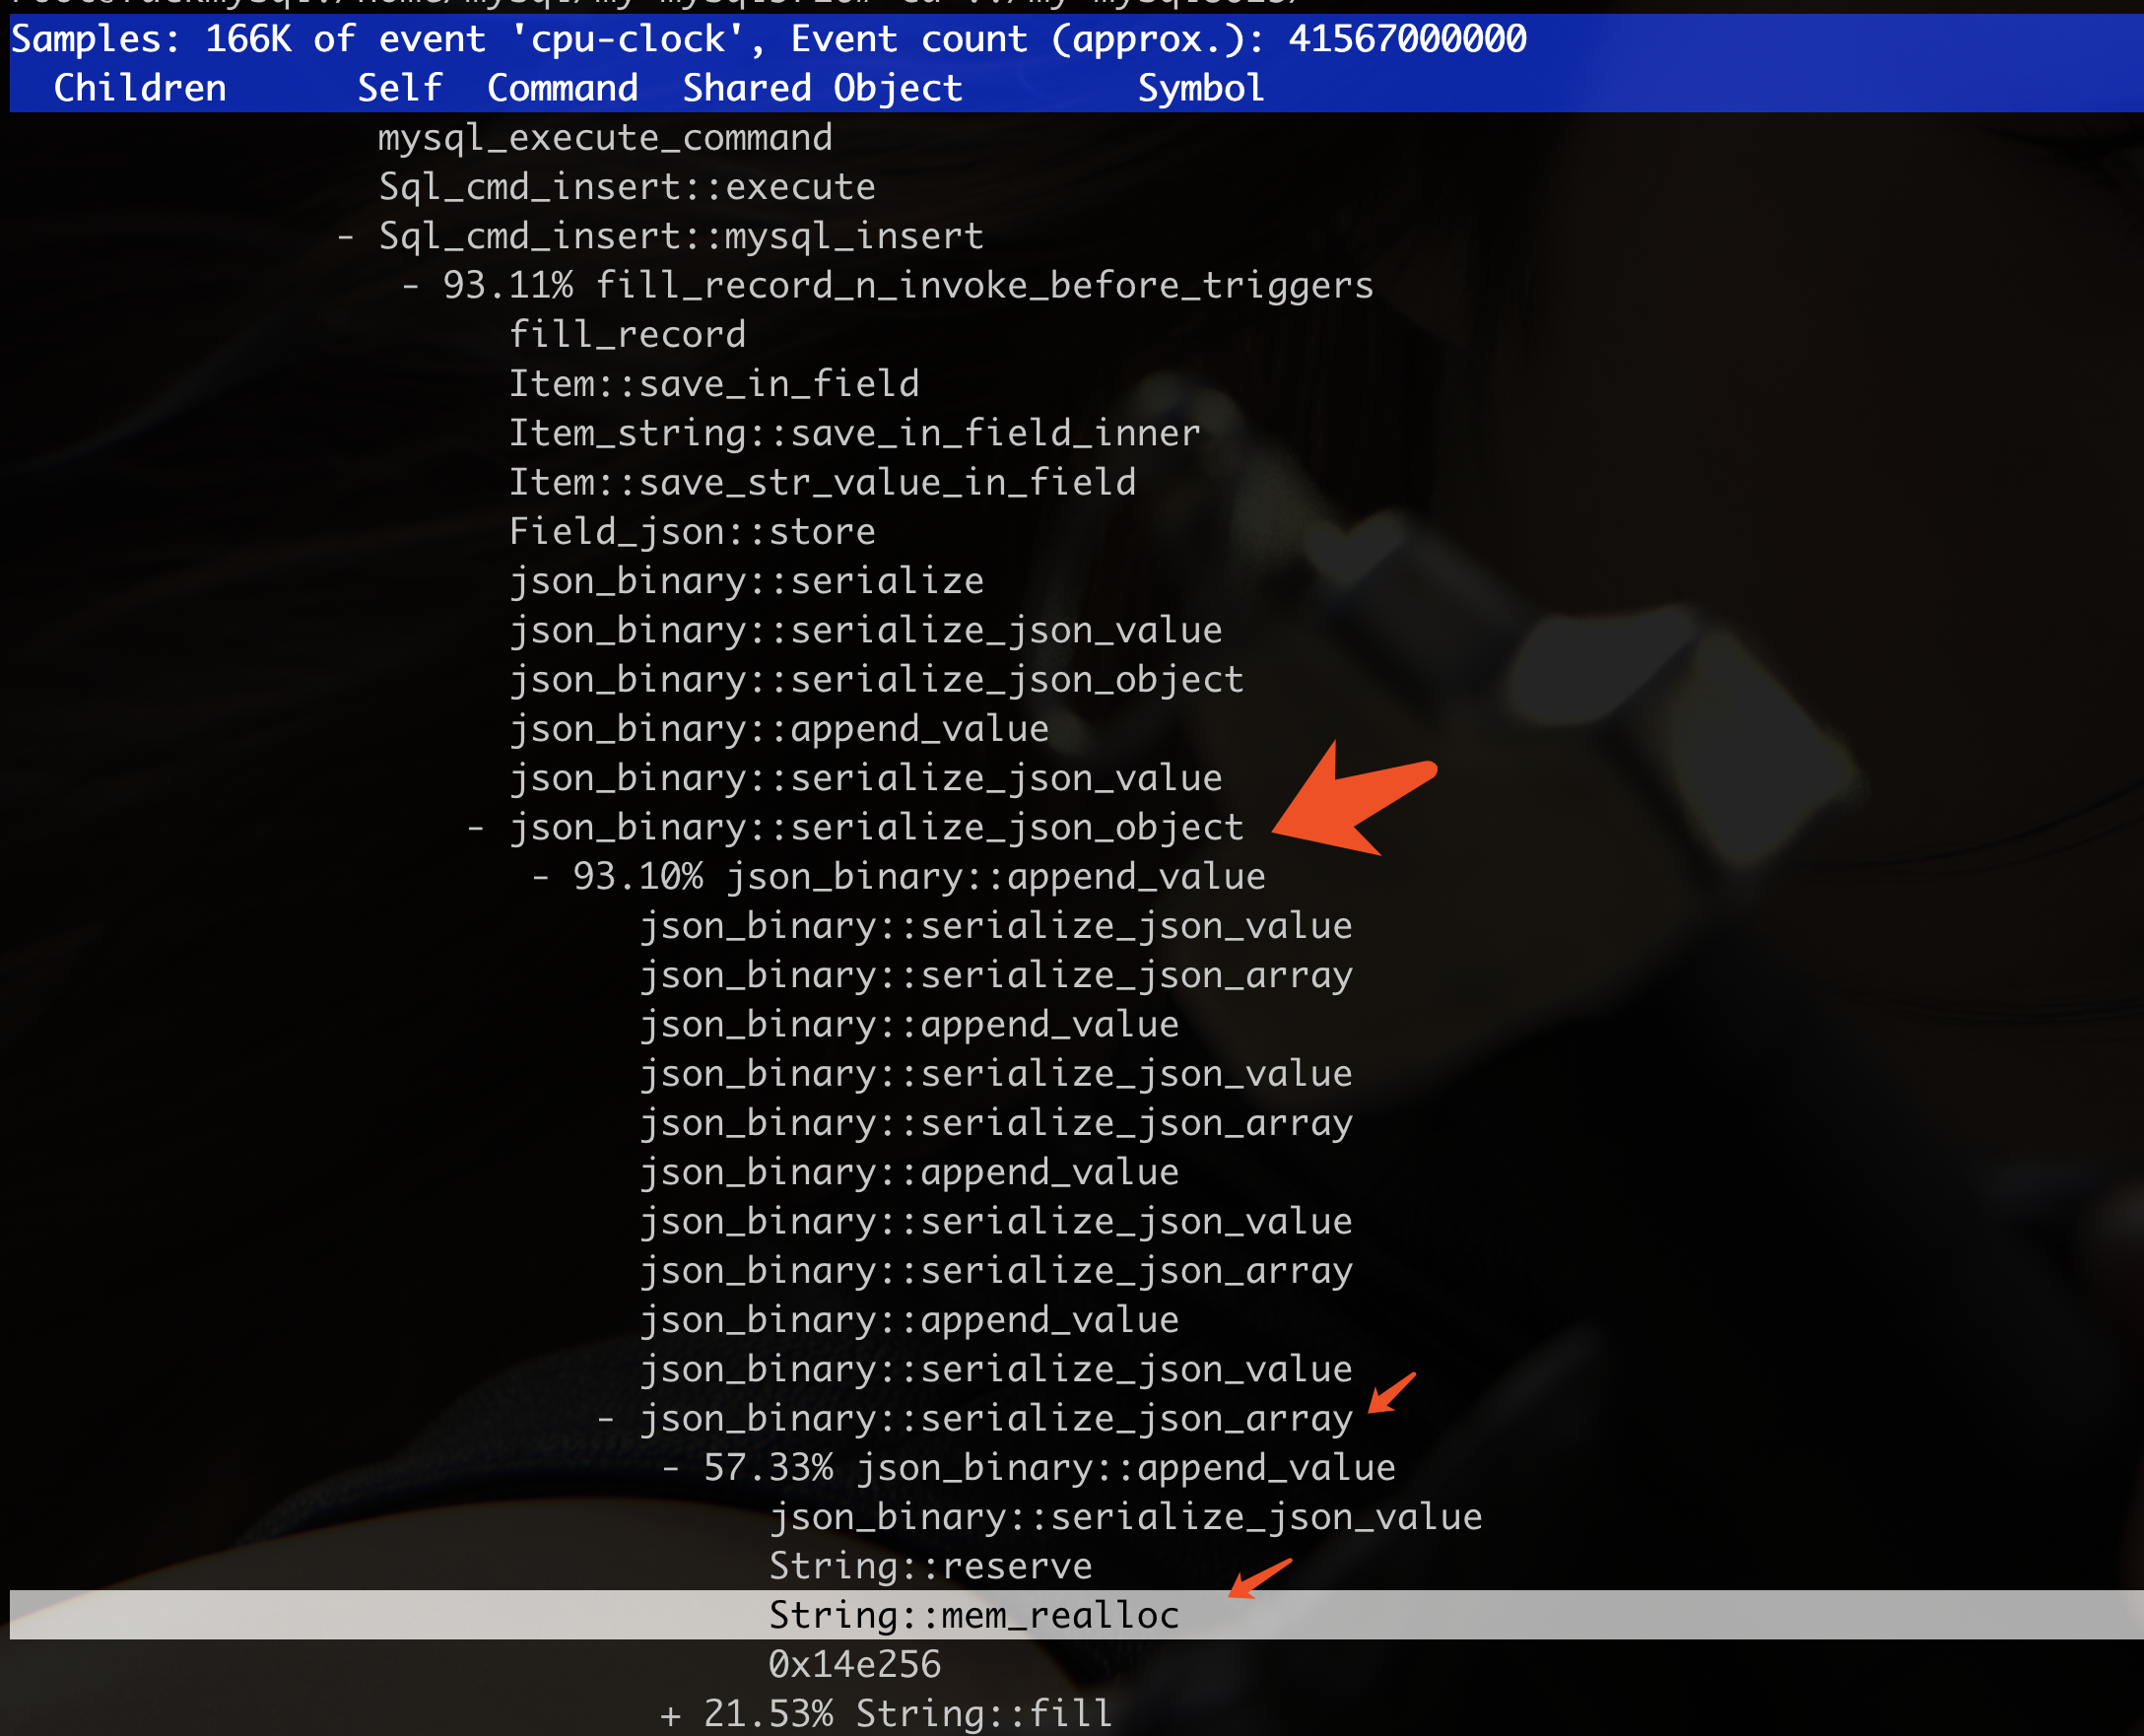 Samples: 166K of event 'cpu-clock', Event count (approx.): 41567000000
Children Self Command Shared Object Symbol
mysql_execute_command
Sql_cmd_insert::execute
- Sql_cmd_insert::mysql_insert
- 93.11% fill_record_n_invoke_before_triggers
fill_record
Item::save_in_field
Item_string::save_in_field_inner
Item::save_str_value_in_field
Field_json::store
json_binary::serialize
json_binary::serialize_json_value
json_binary::serialize_json_object
json_binary::append_value
json_binary::serialize_json_value
- json_binary::serialize_json_object
- 93.10% json_binary::append_value
json_binary::serialize_json_value
json_binary::serialize_json_array
json_binary::append_value
json_binary::serialize_json_value
json_binary::serialize_json_array
json_binary::append_value
json_binary::serialize_json_value
json_binary::serialize_json_array
json_binary::append_value
json_binary::serialize_json_value
- json_binary::serialize_json_array
- 57.33% json_binary::append_value
json_binary::serialize_json_value
String::reserve
String::mem_realloc
0x14e256
+ 21.53% String::fill